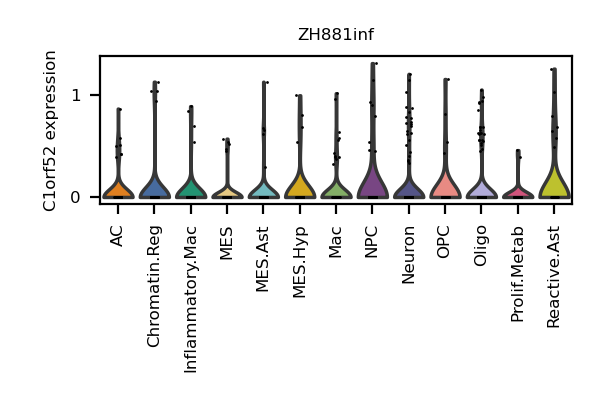 ZH881inf
C1orf52 expression
1
0
AC
Chromatin.Reg
Inflammatory.Mac
MES
MES.Ast
MES.Hyp
Mac
NPC
Neuron
OPC
Oligo
Prolif.Metab
Reactive.Ast